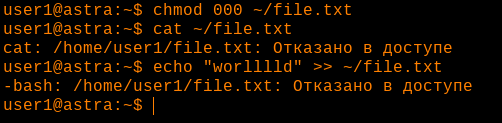 user1@astra:~$ chmod 000 ~/file.txt
user1@astra:~$ cat ~/file.txt
cat: /home/user1/file.txt: Отказано в доступе
user1@astra:~$ echo "worlllld" >> ~/file.txt
-bash: /home/user1/file.txt: Отказано в доступе
user1@astra:~$